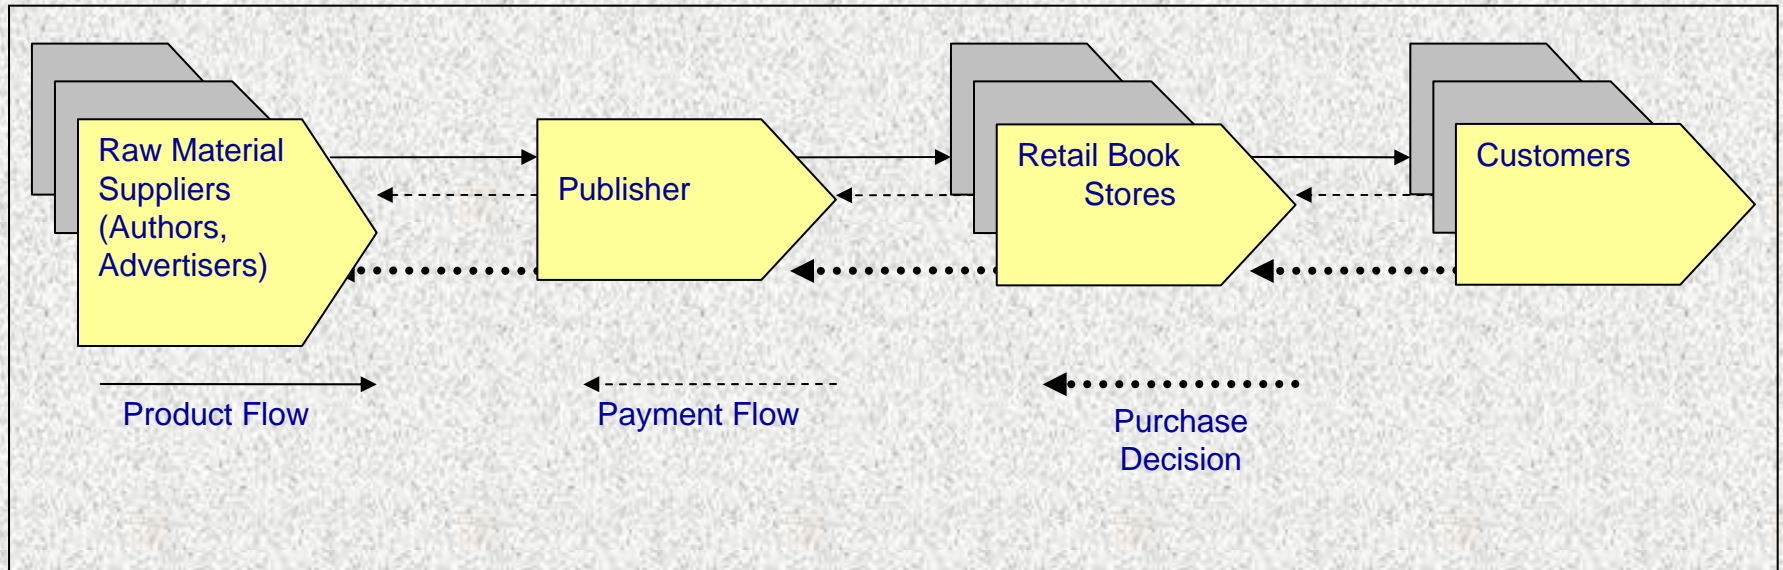 Raw Material
Suppliers
(Authors,
Advertisers)
Publisher
Retail Book
Stores
Customers
Product Flow
Payment Flow
Purchase
Decision